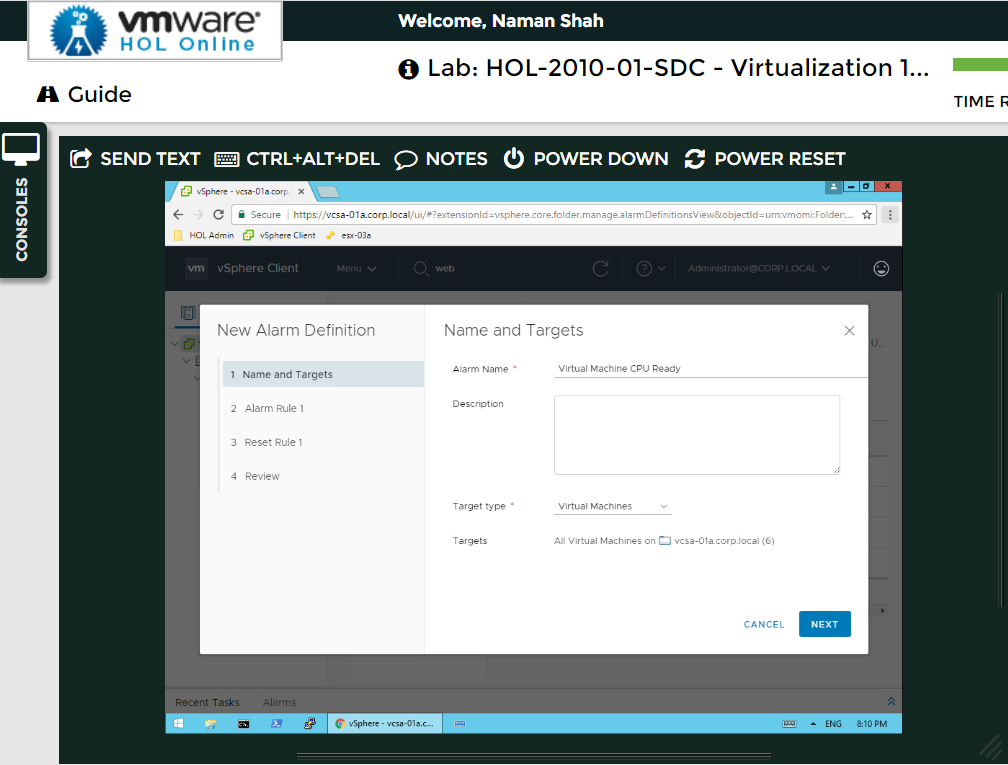 vmware
HOL Online
Welcome, Naman Shah
Lab: HOL-2010-01-SDC - Virtualization 1...
Guide
TIME R
CONSOLES
SEND TEXT CTRL+ALT+DEL NOTES POWER DOWN POWER RESET
vSphere - vcsa-01a.corp.
Secure https://vcsa-01a.corp.local/ui/#?extensionId=vsphere.core.folder.manage.alarmDefinitionsView&objectId=urn:vmomi:Folder:...
HOL Admin vSphere Client esx-03a
vm vSphere Client Menu web Administrator@CORP.LOCAL
U...
New Alarm Definition
1 Name and Targets
2 Alarm Rule 1
3 Reset Rule 1
4 Review
Name and Targets
Alarm Name * Virtual Machine CPU Ready
Description
Target type * Virtual Machines
Targets All Virtual Machines on vcsa-01a.corp.local (6)
CANCEL NEXT
Recent Tasks Alarms
vSphere - vcsa-01a.c... ENG 8:10 PM